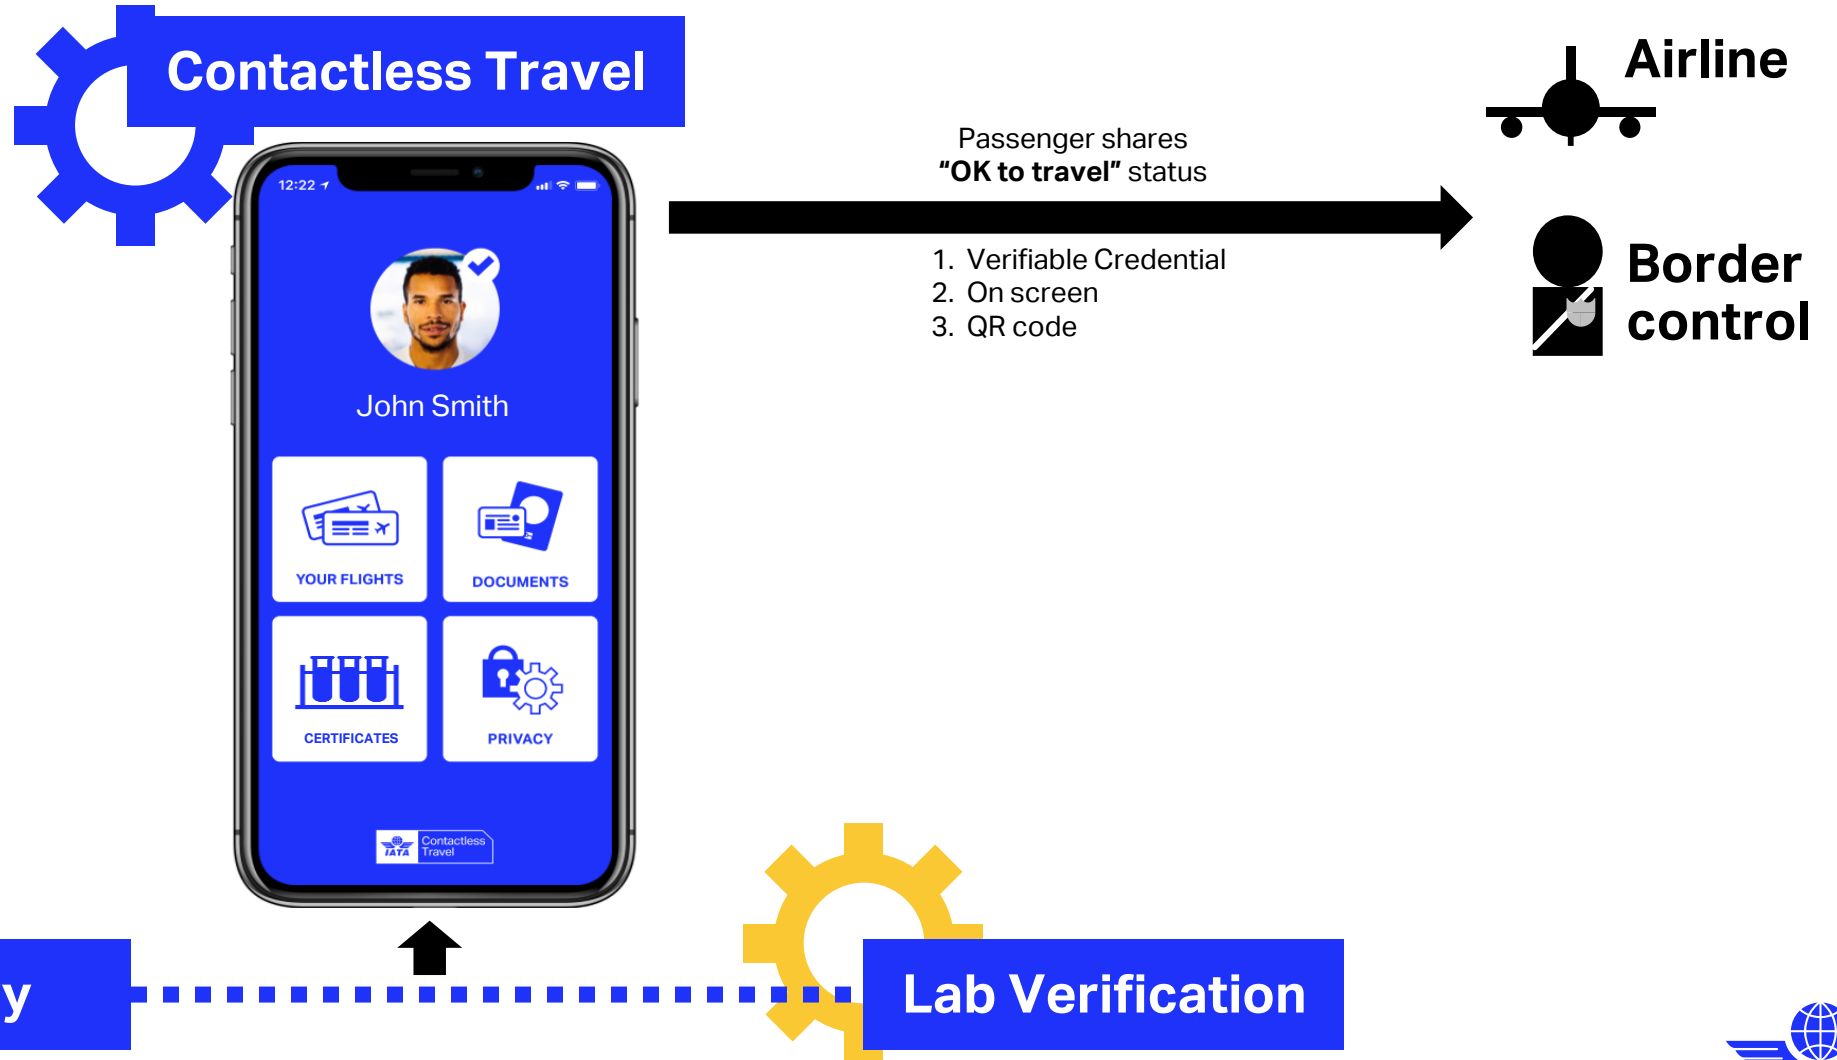 Contactless Travel
Airline
Passenger shares
“OK to travel” status
1. Verifiable Credential
2. On screen
3. QR code
Border
control
12:22
John Smith
YOUR FLIGHTS
DOCUMENTS
CERTIFICATES
PRIVACY
IATA
Contactless
Travel
y
Lab Verification